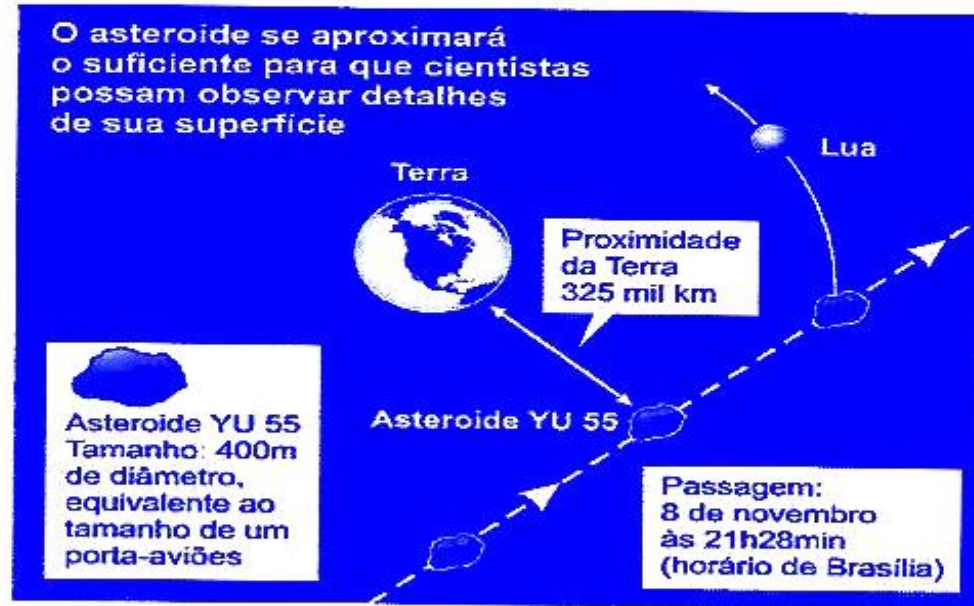 O asteroide se aproximará
o suficiente para que cientistas
possam observar detalhes
de sua superfície
Terra
Lua
Proximidade
da Terra
325 mil km
Asteroide YU 55
Asteroide YU 55
Tamanho: 400m
de diâmetro,
equivalente ao
tamanho de um
porta-aviões
Passagem:
8 de novembro
às 21h28min
(horário de Brasília)